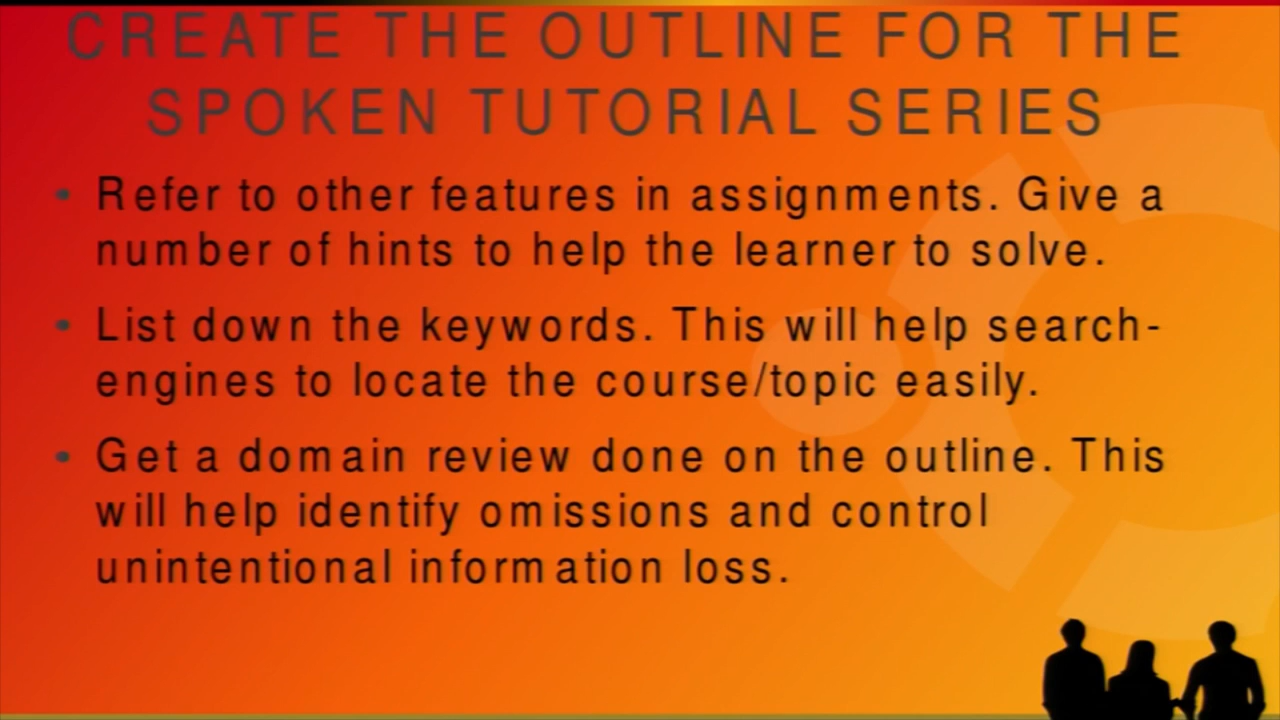 CREATE THE OUTLINE FOR THE
SPOKEN TUTORIAL SERIES
• Refer to other features in assignments. Give a
number of hints to help the learner to solve.
• List down the keywords. This will help search-
engines to locate the course/topic easily.
• Get a domain review done on the outline. This
will help identify omissions and control
unintentional information loss.